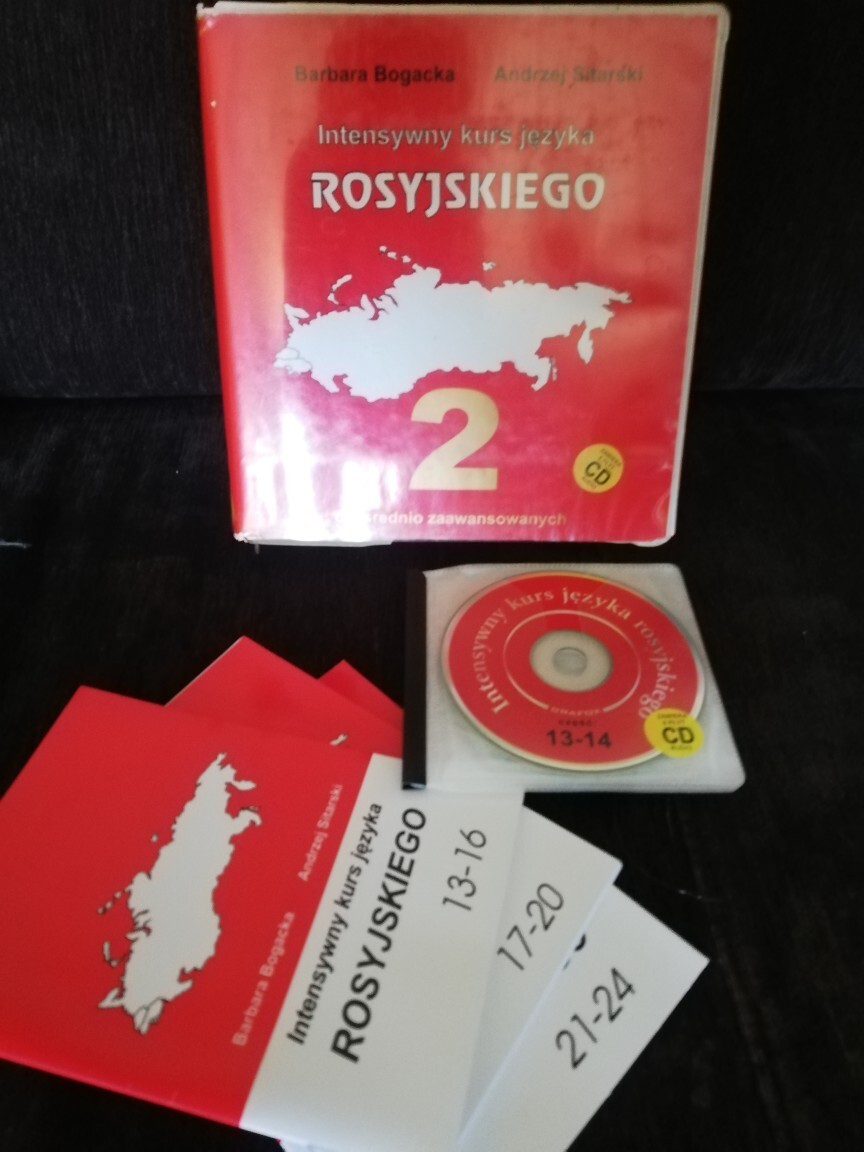 Barbara Bogacka Andrzej Sitarski
Intensywny kurs języka
ROSYJSKIEGO
2
CD
średnio zaawansowanych
Intensywny kurs języka rosyjskiego
13-14
CD
AUDIO
Barbara Bogacka Andrzej Sitarski
Intensywny kurs języka
ROSYJSKIEGO
13-16
17-20
21-24